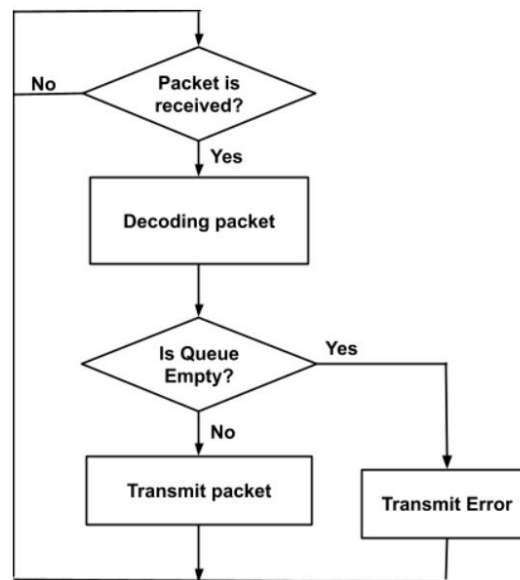 No
Packet is
received?
Yes
Decoding packet
Is Queue
Empty?
Yes
No
Transmit packet
Transmit Error